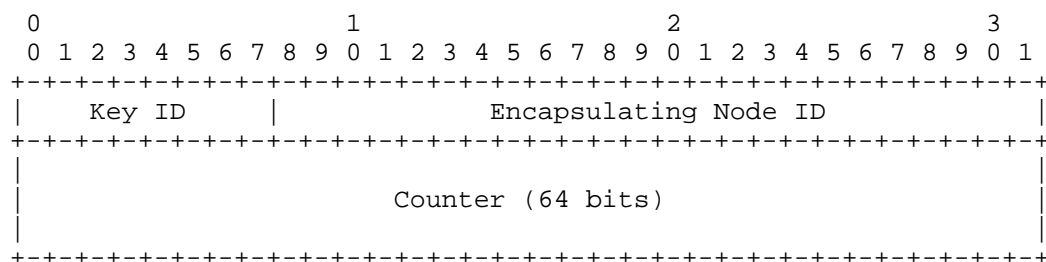 0                   1                   2                   3
 0 1 2 3 4 5 6 7 8 9 0 1 2 3 4 5 6 7 8 9 0 1 2 3 4 5 6 7 8 9 0 1
+-+-+-+-+-+-+-+-+-+-+-+-+-+-+-+-+-+-+-+-+-+-+-+-+-+-+-+-+-+-+-+-+
|    Key ID     |             Encapsulating Node ID             |
+-+-+-+-+-+-+-+-+-+-+-+-+-+-+-+-+-+-+-+-+-+-+-+-+-+-+-+-+-+-+-+-+
|                                                               |
|                       Counter (64 bits)                       |
|                                                               |
+-+-+-+-+-+-+-+-+-+-+-+-+-+-+-+-+-+-+-+-+-+-+-+-+-+-+-+-+-+-+-+-+